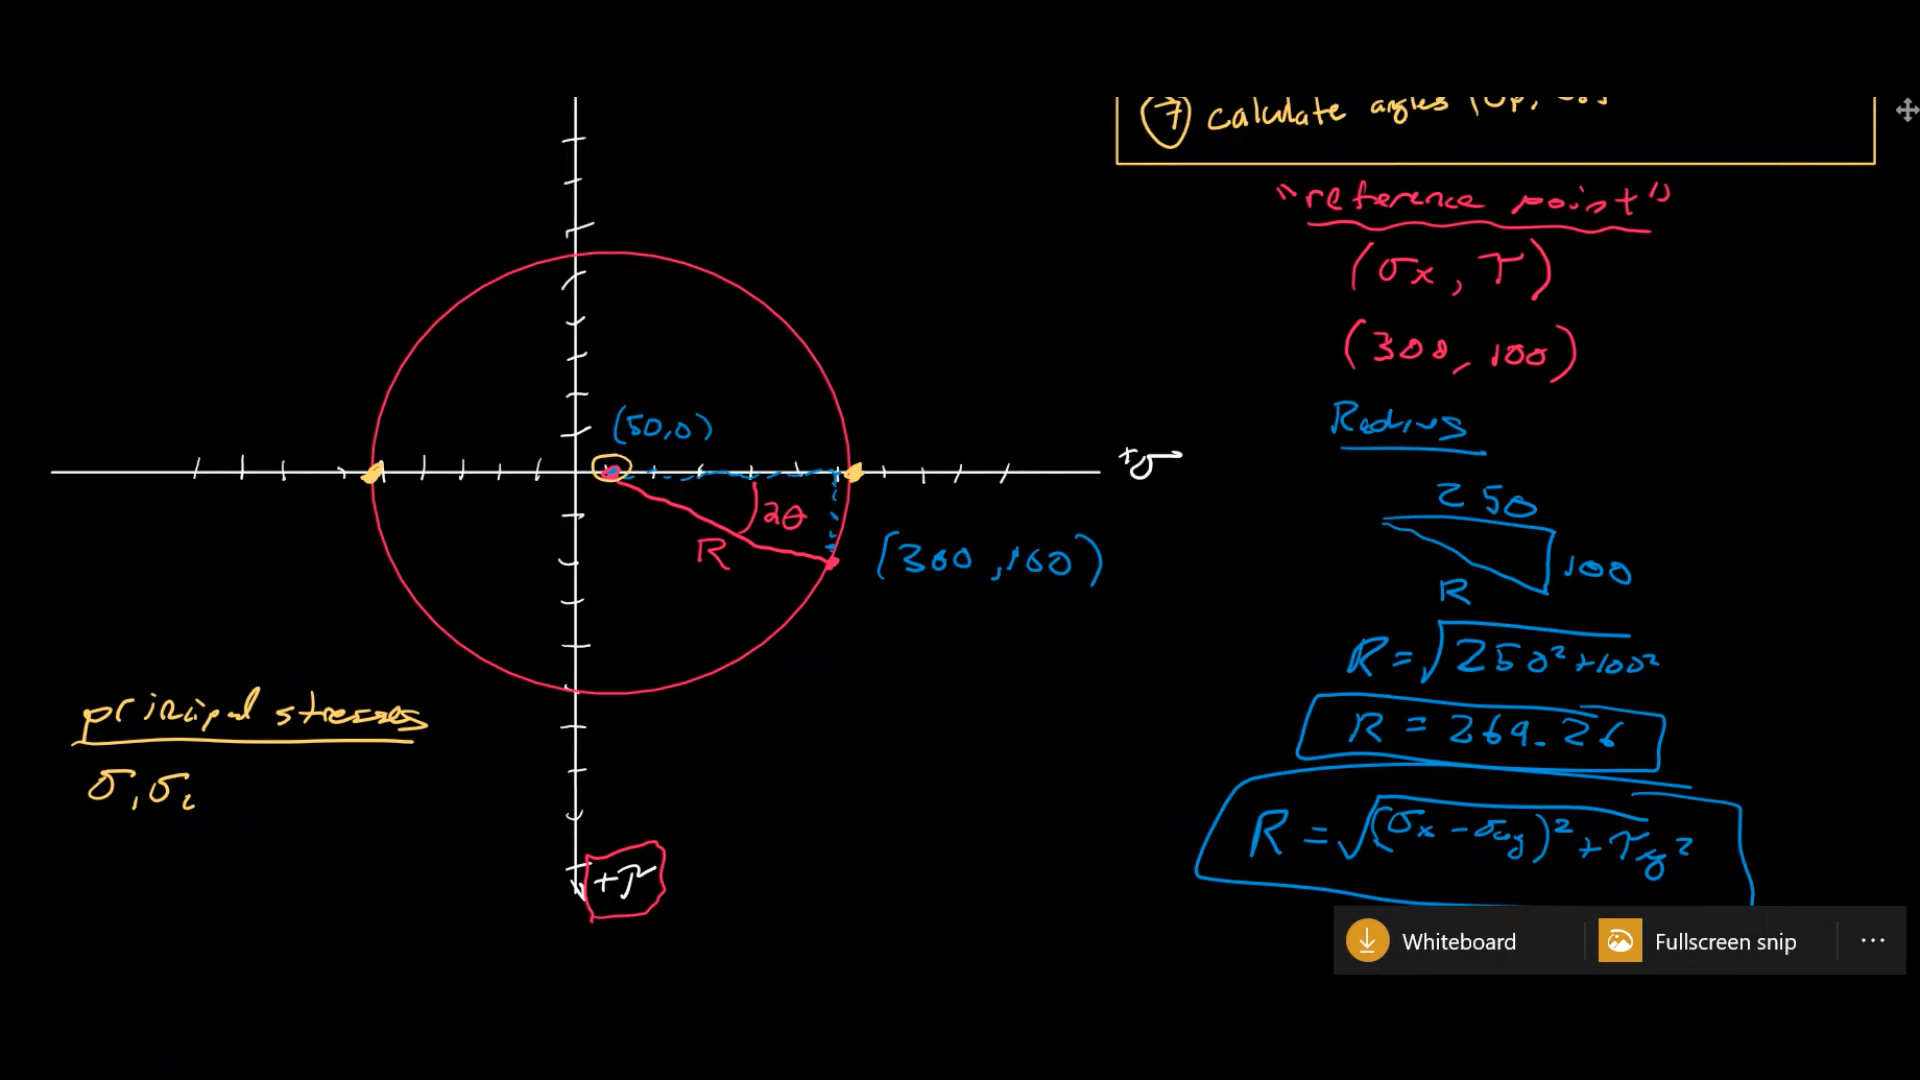 ⑦ calculate angles
"reference point"
(σx, τ)
(300, 100)
Radius
250
100
R
R = √250² + 100²
R = 269.26
R = √(σx - σavg)² + τxy²
(50,0)
+σ
2θ
R
(300, 100)
principal stresses
σ, σ2
+τ
Whiteboard
Fullscreen snip